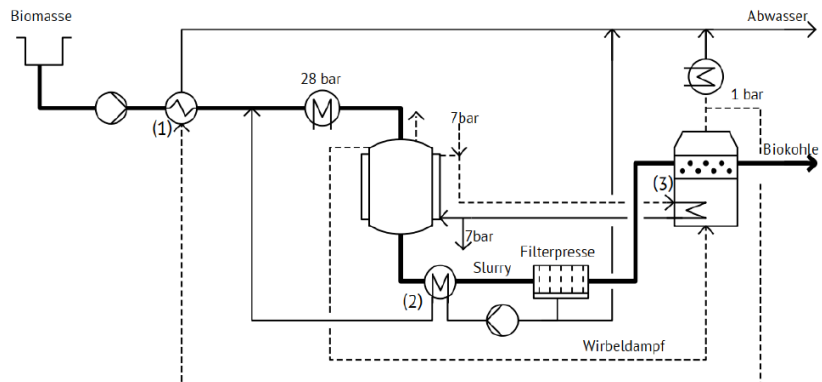 Biomasse
Abwasser
28 bar
1 bar
(1)
7bar
Biokohle
(3)
7bar
Filterpresse
Slurry
(2)
Wirbeldampf